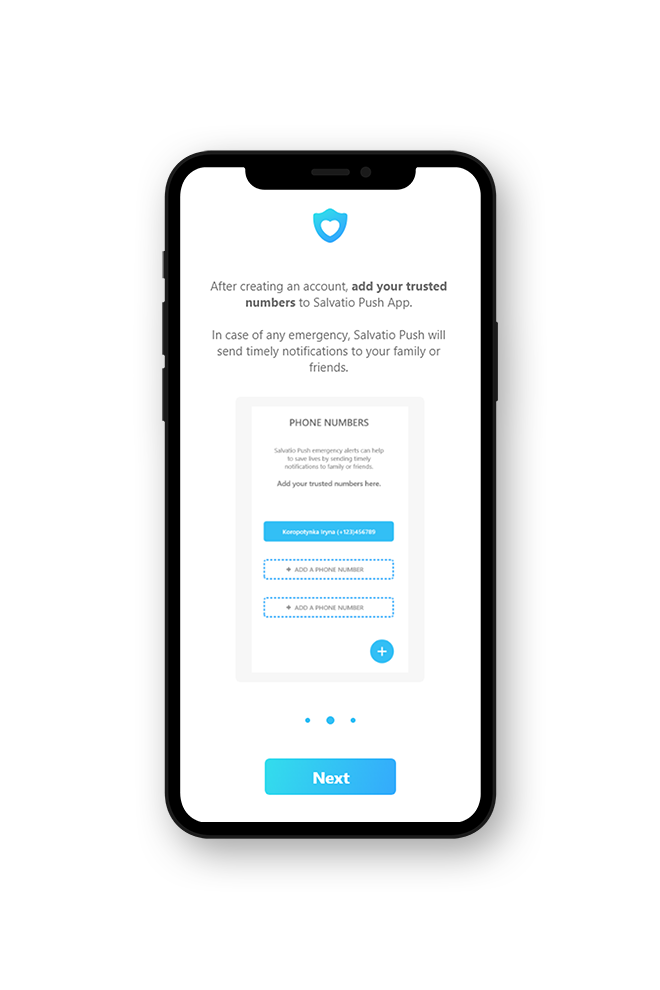 After creating an account, add your trusted
numbers to Salvatio Push App.
In case of any emergency, Salvatio Push will
send timely notifications to your family or
friends.
PHONE NUMBERS
Salvatio Push emergency alerts can help
to save lives by sending timely
notifications to family or friends.
Add your trusted numbers here.
Koropotynka Iryna (+123)456789
+ ADD A PHONE NUMBER
+ ADD A PHONE NUMBER
+
Next